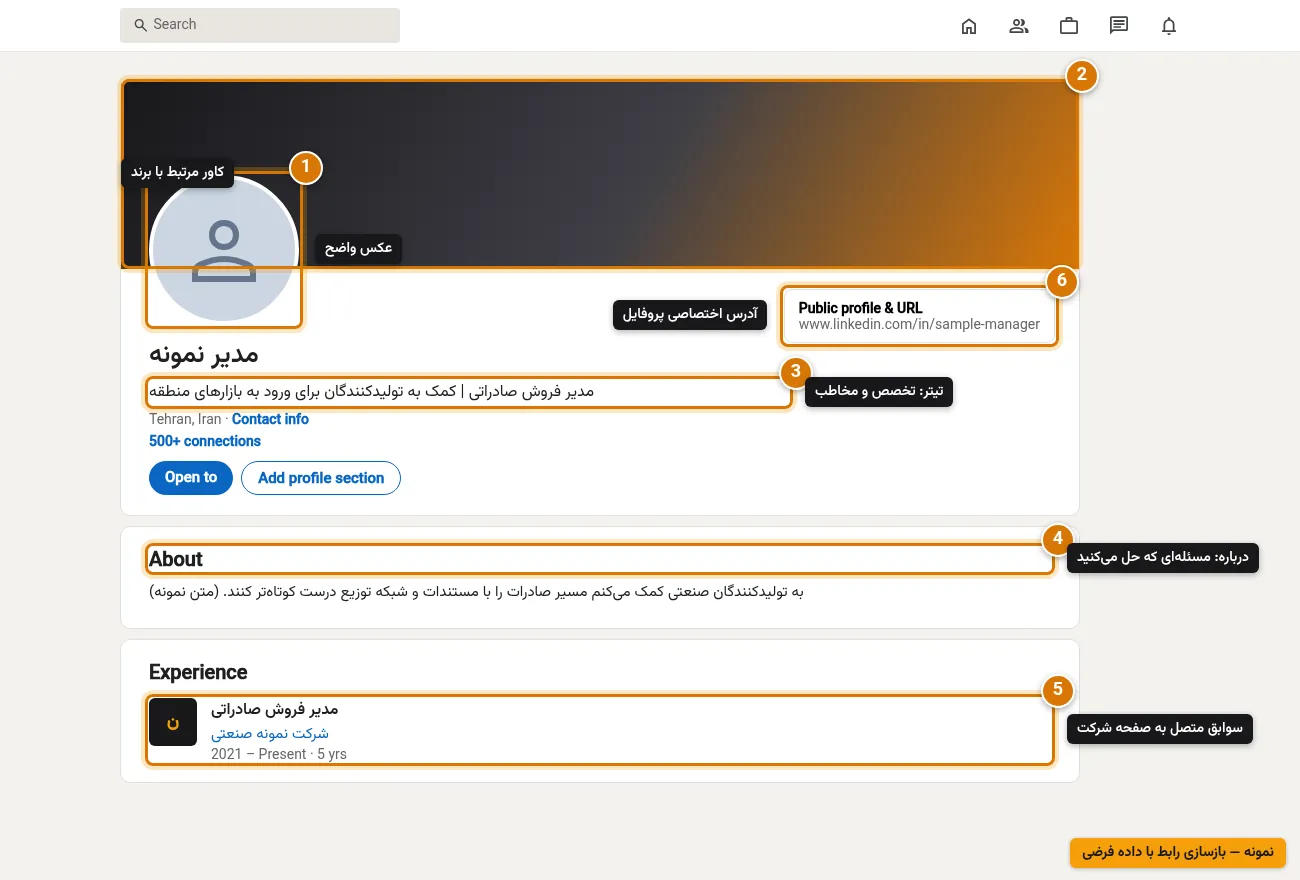 Search
2
کاور مرتبط با برند
1
عکس واضح
6
Public profile & URL
www.linkedin.com/in/sample-manager
آدرس اختصاصی پروفایل
مدیر نمونه
3
مدیر فروش صادراتی | کمک به تولیدکنندگان برای ورود به بازارهای منطقه
تیتر: تخصص و مخاطب
Tehran, Iran · Contact info
500+ connections
Open to
Add profile section
4
About
درباره: مسئله‌ای که حل می‌کنید
به تولیدکنندگان صنعتی کمک می‌کنم مسیر صادرات را با مستندات و شبکه توزیع درست کوتاه‌تر کنند. (متن نمونه)
Experience
5
ن
مدیر فروش صادراتی
شرکت نمونه صنعتی
2021 – Present · 5 yrs
سوابق متصل به صفحه شرکت
نمونه — بازسازی رابط با داده فرضی